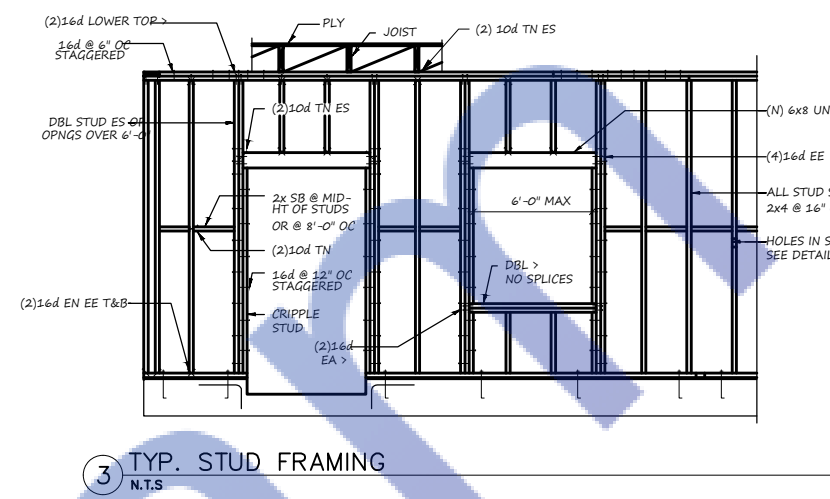 (2)16d LOWER TOP >
PLY
JOIST
(2) 10d TN ES
16d @ 6" OC
STAGGERED
DBL STUD ES OF
OPNGS OVER 6'-0"
(2)10d TN ES
(N) 6x8 UN
(4)16d EE
2x SB @ MID-
HT OF STUDS
OR @ 8'-0" OC
6'-0" MAX
ALL STUD S
2x4 @ 16"
(2)10d TN
HOLES IN S
SEE DETAIL
16d @ 12" OC
STAGGERED
DBL >
NO SPLICES
(2)16d EN EE T&B
CRIPPLE
STUD
(2)16d
EA >
3
TYP. STUD FRAMING
N.T.S